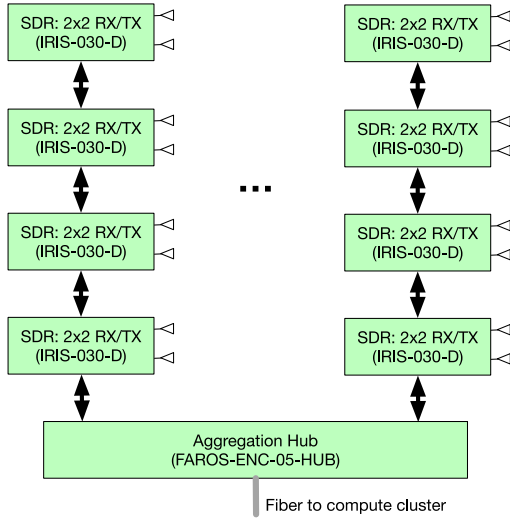 SDR: 2x2 RX/TX
(IRIS-030-D)
SDR: 2x2 RX/TX
(IRIS-030-D)
SDR: 2x2 RX/TX
(IRIS-030-D)
SDR: 2x2 RX/TX
(IRIS-030-D)
...
SDR: 2x2 RX/TX
(IRIS-030-D)
SDR: 2x2 RX/TX
(IRIS-030-D)
SDR: 2x2 RX/TX
(IRIS-030-D)
SDR: 2x2 RX/TX
(IRIS-030-D)
Aggregation Hub
(FAROS-ENC-05-HUB)
Fiber to compute cluster